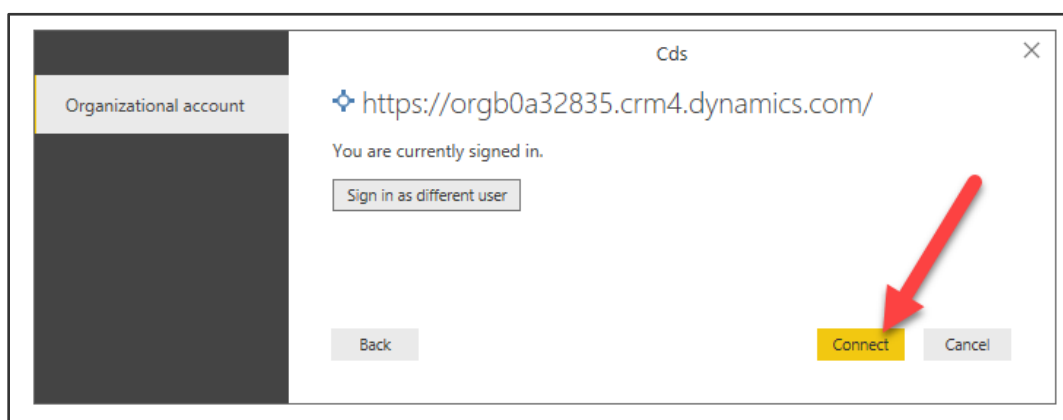 Cds
Organizational account
https://orgb0a32835.crm4.dynamics.com/
You are currently signed in.
Sign in as different user
Back
Connect
Cancel